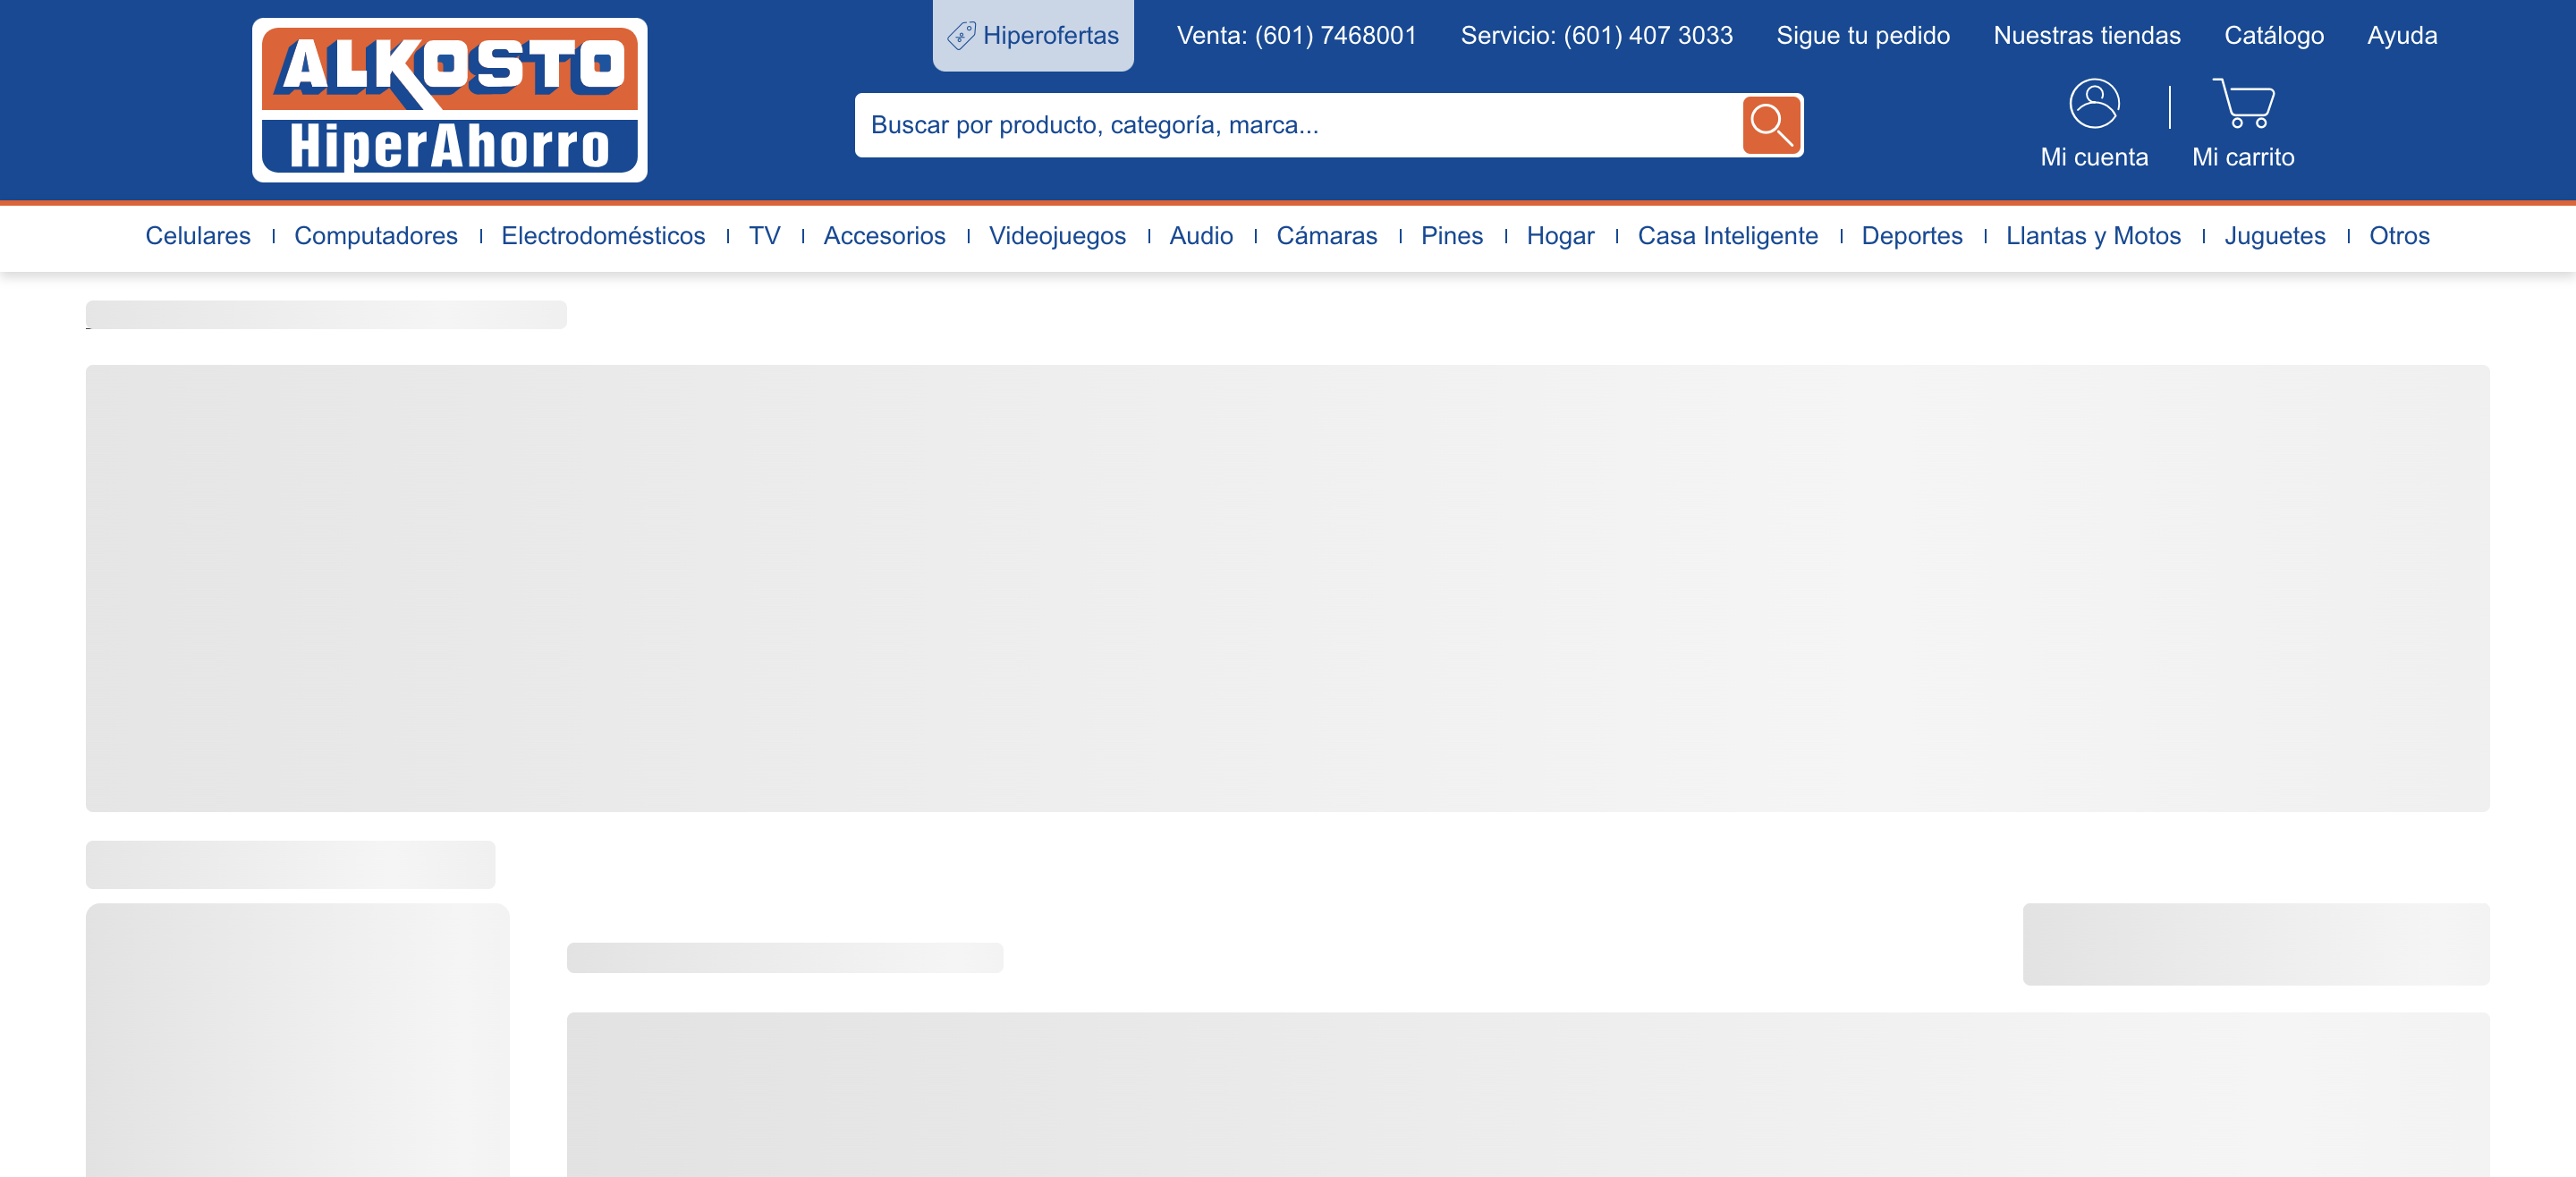 ALKOSTO
HiperAhorro
Hiperofertas
Venta: (601) 7468001
Servicio: (601) 407 3033
Sigue tu pedido
Nuestras tiendas
Catálogo
Ayuda
Buscar por producto, categoría, marca...
Mi cuenta
Mi carrito
Celulares
Computadores
Electrodomésticos
TV
Accesorios
Videojuegos
Audio
Cámaras
Pines
Hogar
Casa Inteligente
Deportes
Llantas y Motos
Juguetes
Otros